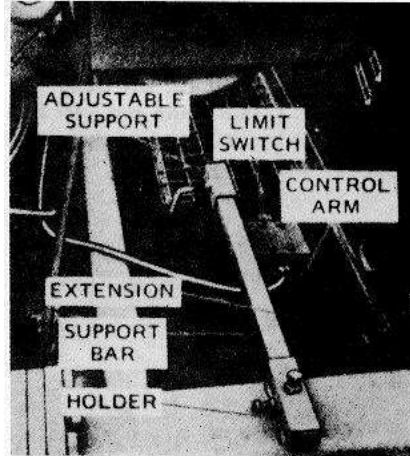 ADJUSTABLE
SUPPORT
LIMIT
SWITCH
CONTROL
ARM
EXTENSION
SUPPORT
BAR
HOLDER